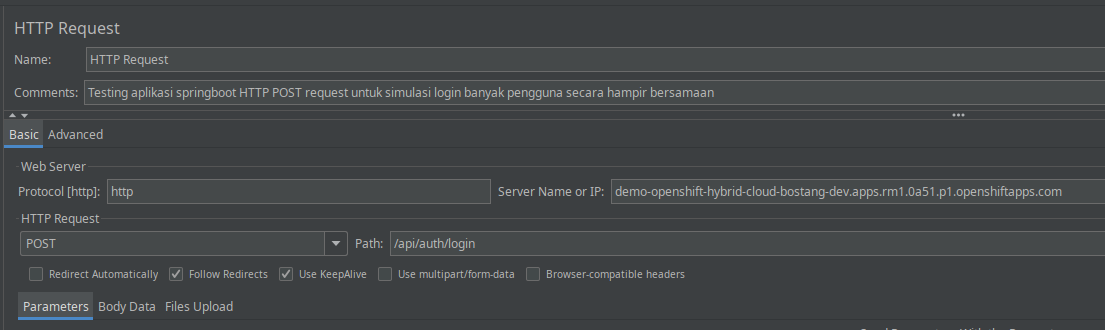 HTTP Request
Name: HTTP Request
Comments: Testing aplikasi springboot HTTP POST request untuk simulasi login banyak pengguna secara hampir bersamaan
Basic Advanced
Web Server
Protocol [http]: http Server Name or IP: demo-openshift-hybrid-cloud-bostang-dev.apps.rm1.0a51.p1.openshiftapps.com
HTTP Request
POST Path: /api/auth/login
Redirect Automatically Follow Redirects Use KeepAlive Use multipart/form-data Browser-compatible headers
Parameters Body Data Files Upload